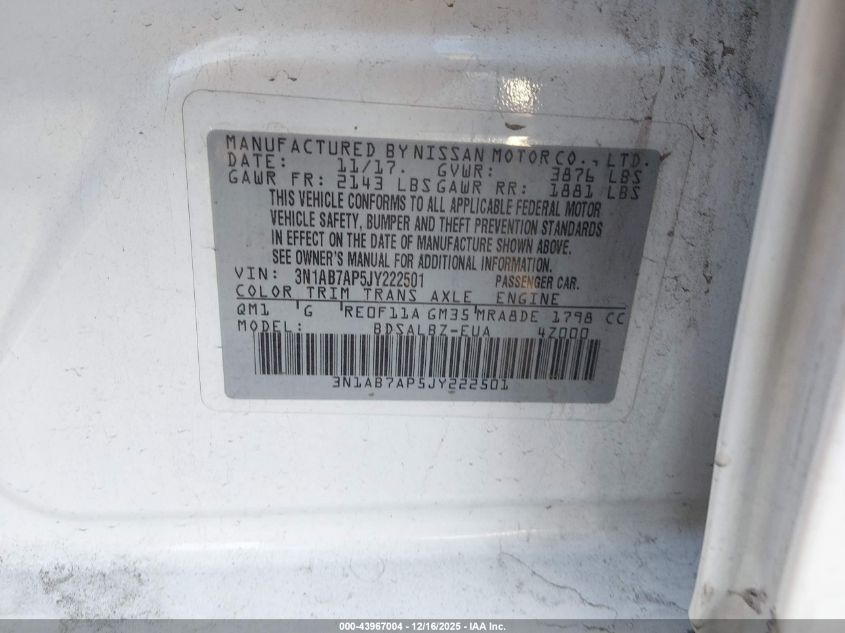 MANUFACTURED BY NISSAN MOTOR CO., LTD.
DATE: 11/17. GVWR: 3876 LBS
GAWR FR: 2143 LBS GAWR RR: 1881 LBS
THIS VEHICLE CONFORMS TO ALL APPLICABLE FEDERAL MOTOR
VEHICLE SAFETY, BUMPER AND THEFT PREVENTION STANDARDS
IN EFFECT ON THE DATE OF MANUFACTURE SHOWN ABOVE.
SEE OWNER'S MANUAL FOR ADDITIONAL INFORMATION.
VIN: 3N1AB7AP5JY222501 PASSENGER CAR.
COLOR TRIM TRANS AXLE ENGINE
QM1 G RE0F11A GM35 MRA8DE 1798 CC
MODEL: BDSALBZ-EUA 4Z000
3N1AB7AP5JY222501
000-43967004 - 12/16/2025 - IAA Inc.